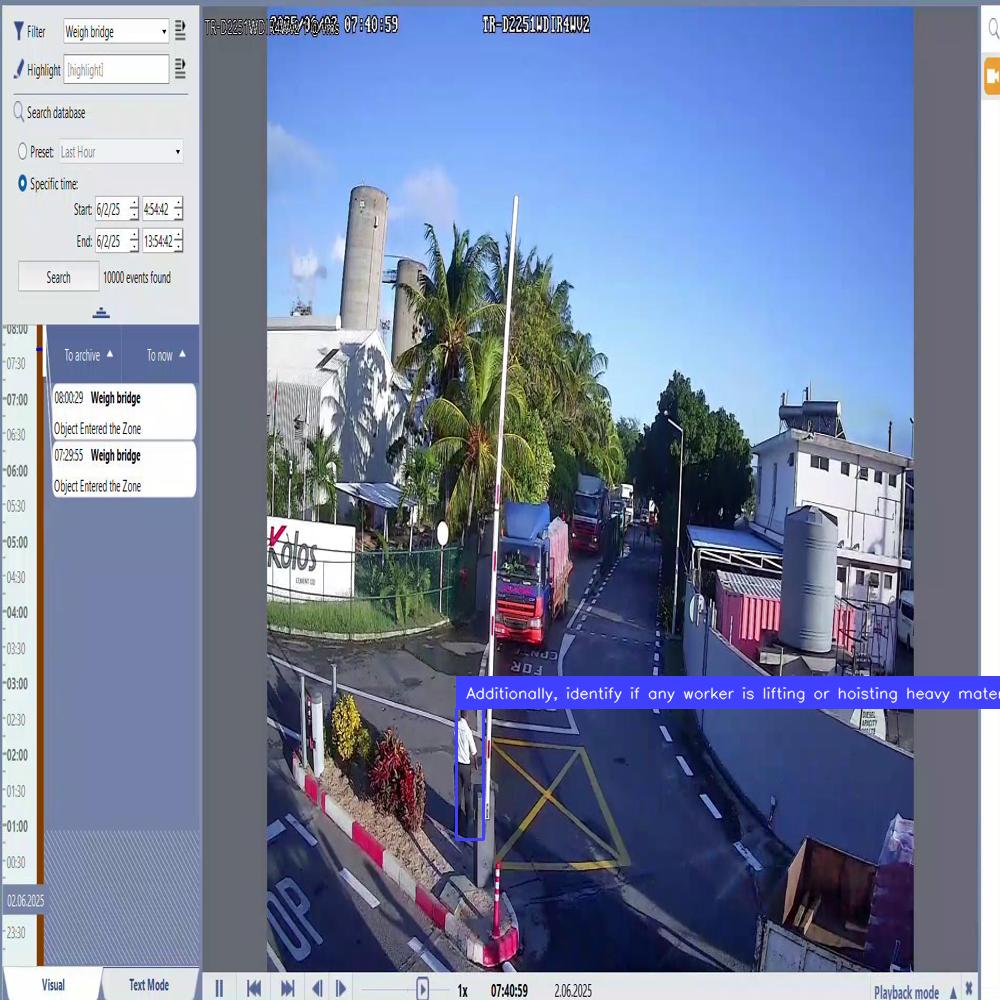 Filter
Weigh bridge
Highlight
[highlight]
Search database
Preset:
Last Hour
Specific time:
Start:
6/2/25
4:54:42
End:
6/2/25
13:54:42
Search
10000 events found
08:00
07:30
07:00
06:30
06:00
05:30
05:00
04:30
04:00
03:30
03:00
02:30
02:00
01:30
01:00
00:30
02.06.2025
23:30
To archive
To now
08:00:29 Weigh bridge
Object Entered the Zone
07:29:55 Weigh bridge
Object Entered the Zone
Visual
Text Mode
07:40:59
TR-D2251WDIR4WV2
Kolos
CEMENT LTD
FOR
Additionally, identify if any worker is lifting or hoisting heavy mater
DIESEL
OP
1x
07:40:59
2.06.2025
Playback mode